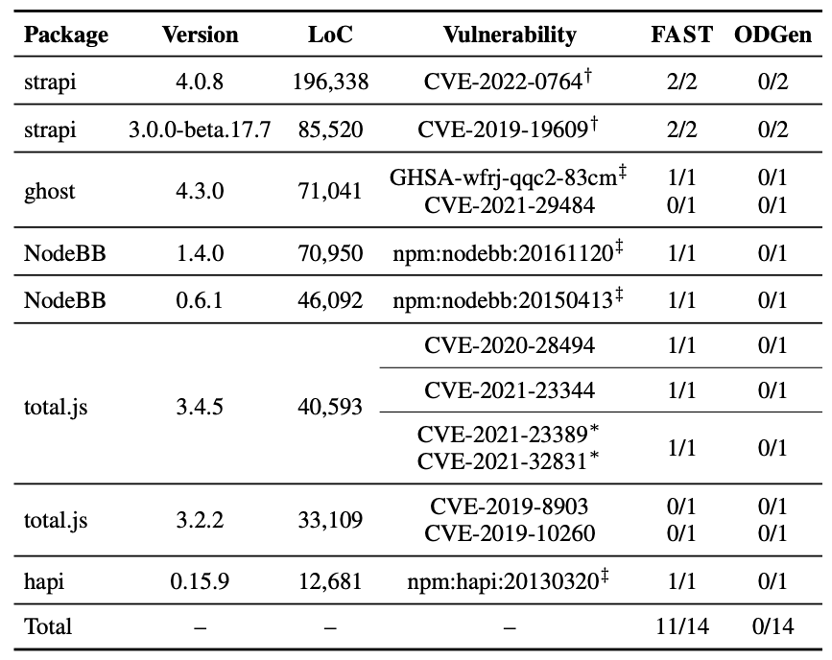 Package Version LoC Vulnerability FAST ODGen
strapi 4.0.8 196,338 CVE-2022-0764† 2/2 0/2
strapi 3.0.0-beta.17.7 85,520 CVE-2019-19609† 2/2 0/2
ghost 4.3.0 71,041 GHSA-wfrj-qqc2-83cm‡ 1/1 0/1
CVE-2021-29484 0/1 0/1
NodeBB 1.4.0 70,950 npm:nodebb:20161120‡ 1/1 0/1
NodeBB 0.6.1 46,092 npm:nodebb:20150413‡ 1/1 0/1
total.js 3.4.5 40,593 CVE-2020-28494 1/1 0/1
CVE-2021-23344 1/1 0/1
CVE-2021-23389* 1/1 0/1
CVE-2021-32831*
total.js 3.2.2 33,109 CVE-2019-8903 0/1 0/1
CVE-2019-10260 0/1 0/1
hapi 0.15.9 12,681 npm:hapi:20130320‡ 1/1 0/1
Total – – – 11/14 0/14